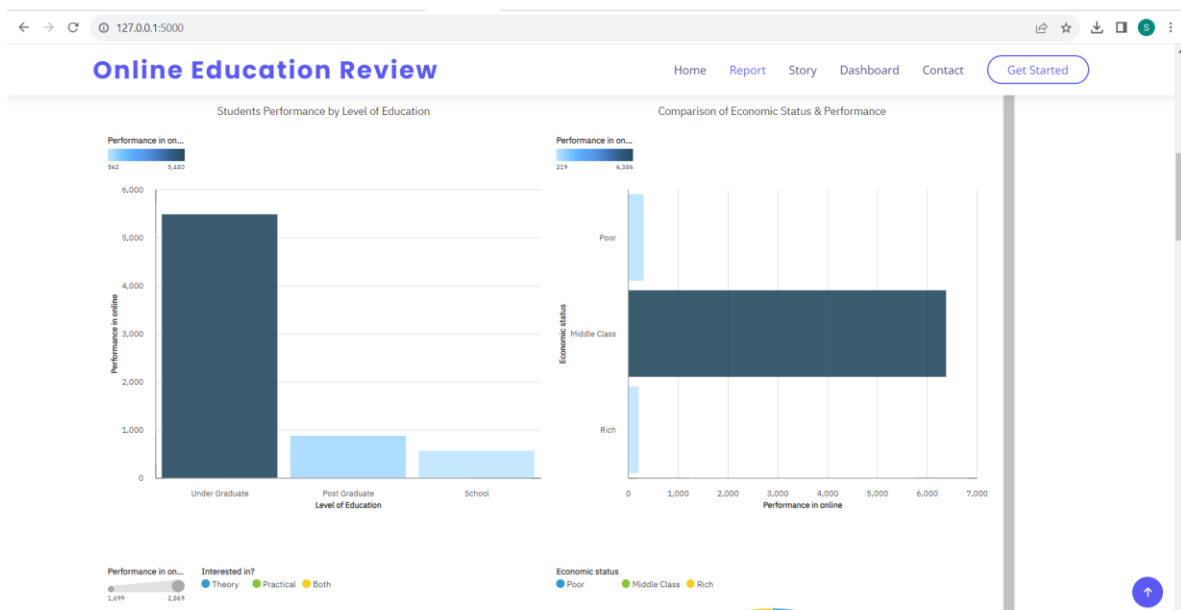 127.0.0.1:5000
S
Online Education Review
Home Report Story Dashboard Contact Get Started
Students Performance by Level of Education
Performance in on...
562 5,480
6,000
5,000
4,000
3,000
2,000
1,000
0
Performance in online
Under Graduate Post Graduate School
Level of Education
Comparison of Economic Status & Performance
Performance in on...
219 6,386
Economic status
Poor
Middle Class
Rich
0 1,000 2,000 3,000 4,000 5,000 6,000 7,000
Performance in online
Performance in on...
1,699 2,869
Interested in?
Theory Practical Both
Economic status
Poor Middle Class Rich